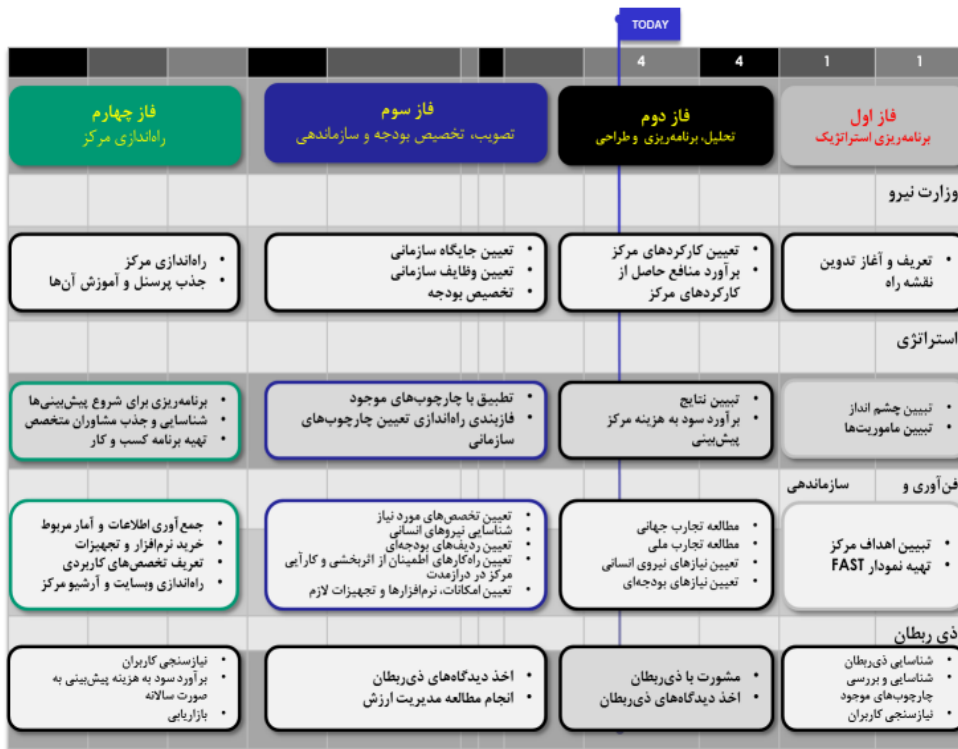 TODAY
1
1
4
4
فاز اول
برنامه‌ریزی استراتژیک
فاز دوم
تحلیل، برنامه‌ریزی و طراحی
فاز سوم
تصویب، تخصیص بودجه و سازماندهی
فاز چهارم
راه‌اندازی مرکز
وزارت نیرو
• تعریف و آغاز تدوین
نقشه راه
• تعیین کارکردهای مرکز
• برآورد منافع حاصل از
کارکردهای مرکز
• تعیین جایگاه سازمانی
• تعیین وظایف سازمانی
• تخصیص بودجه
• راه‌اندازی مرکز
• جذب پرسنل و آموزش آن‌ها
استراتژی
• تبیین چشم انداز
• تبیین ماموریت‌ها
• تبیین نتایج
• برآورد سود به هزینه مرکز
پیش‌بینی
• تطبیق با چارچوب‌های موجود
• فازبندی راه‌اندازی تعیین چارچوب‌های
سازمانی
• برنامه‌ریزی برای شروع پیش‌بینی‌ها
• شناسایی و جذب مشاوران متخصص
• تهیه برنامه کسب و کار
فن‌آوری و سازماندهی
• تبیین اهداف مرکز
• تهیه نمودار FAST
• مطالعه تجارب جهانی
• مطالعه تجارب ملی
• تعیین نیازهای نیروی انسانی
• تعیین نیازهای بودجه‌ای
• تعیین تخصص‌های مورد نیاز
• شناسایی نیروهای انسانی
• تعیین ردیف‌های بودجه‌ای
• تعیین راه‌کارهای اطمینان از اثربخشی و کارآیی
مرکز در درازمدت
• تعیین امکانات، نرم‌افزارها و تجهیزات لازم
• جمع‌آوری اطلاعات و آمار مربوط
• خرید نرم‌افزار و تجهیزات
• تعریف تخصص‌های کاربردی
• راه‌اندازی وبسایت و آرشیو مرکز
ذی ربطان
• شناسایی ذی‌ربطان
• شناسایی و بررسی
چارچوب‌های موجود
• نیازسنجی کاربران
• مشورت با ذی‌ربطان
• اخذ دیدگاه‌های ذی‌ربطان
• اخذ دیدگاه‌های ذی‌ربطان
• انجام مطالعه مدیریت ارزش
• نیازسنجی کاربران
• برآورد سود به هزینه پیش‌بینی به
صورت سالانه
• بازاریابی